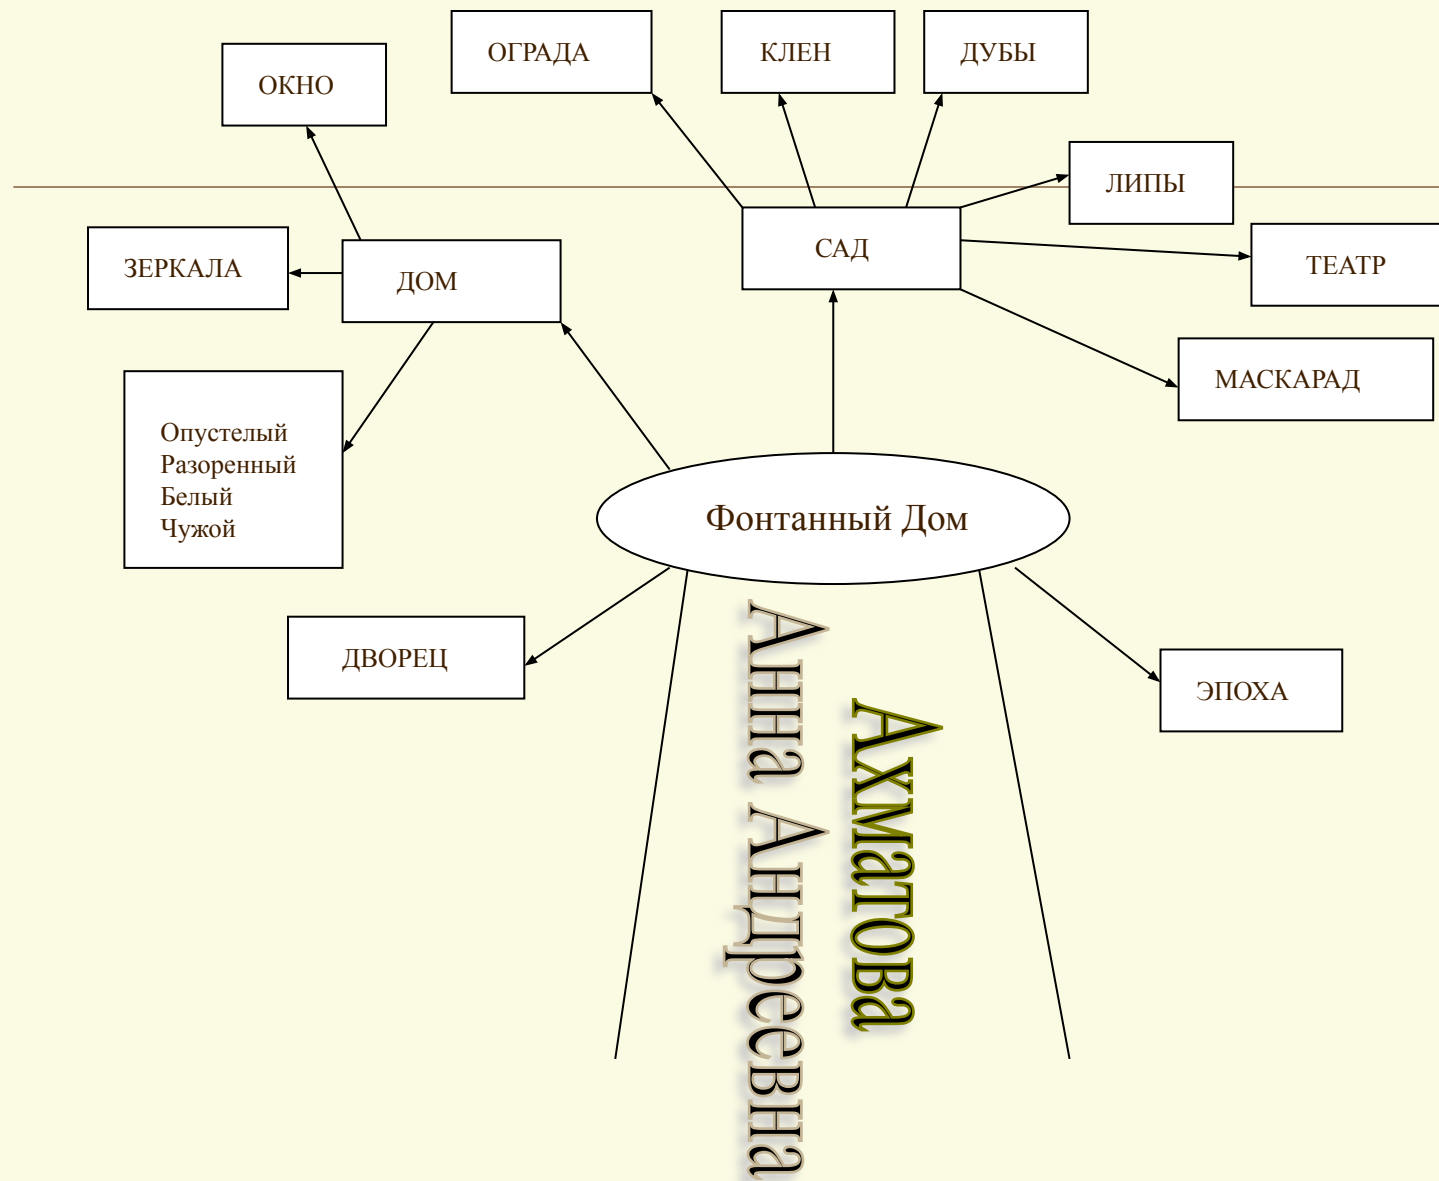 ОГРАДА
КЛЕН
ДУБЫ
ОКНО
ЛИПЫ
САД
ТЕАТР
ЗЕРКАЛА
ДОМ
МАСКАРАД
Опустелый
Разоренный
Белый
Чужой
Фонтанный Дом
ДВОРЕЦ
ЭПОХА
Анна Андреевна
Ахматова